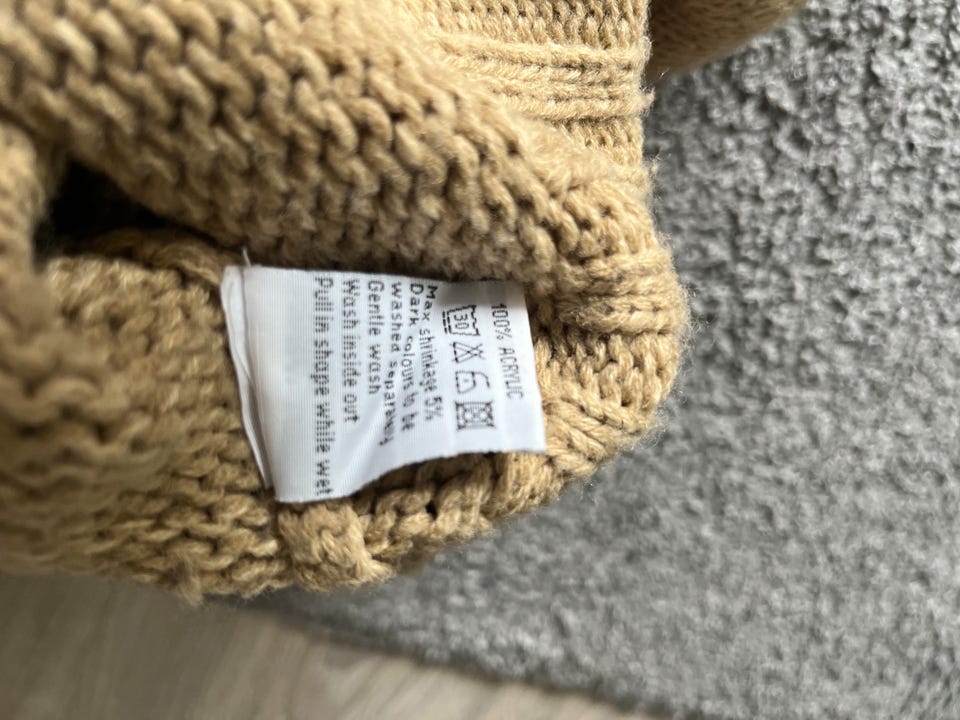 100% ACRYLIC
30
Max shrinkage 5%
Dark colours to be
washed separately
Gentle wash
Wash inside out
Pull in shape while wet